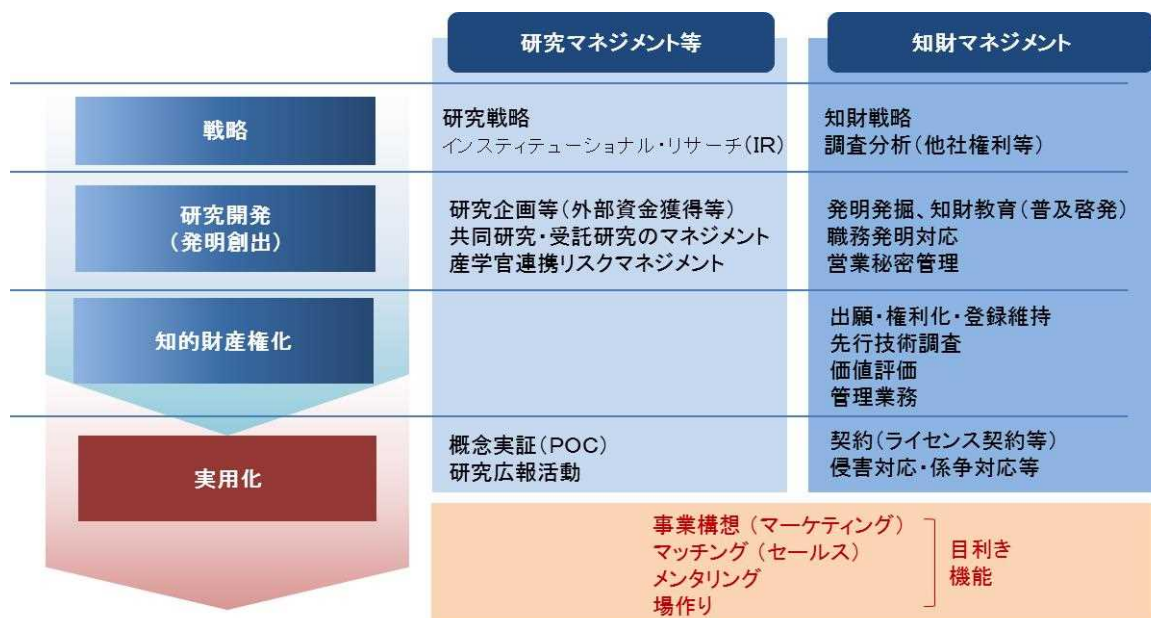 研究マネジメント等
知財マネジメント
戦略
研究戦略
インスティテューショナル・リサーチ(IR)
知財戦略
調査分析(他社権利等)
研究開発
(発明創出)
研究企画等(外部資金獲得等)
共同研究・受託研究のマネジメント
産学官連携リスクマネジメント
発明発掘、知財教育(普及啓発)
職務発明対応
営業秘密管理
知的財産権化
出願・権利化・登録維持
先行技術調査
価値評価
管理業務
実用化
概念実証(POC)
研究広報活動
契約(ライセンス契約等)
侵害対応・係争対応等
事業構想(マーケティング)
マッチング(セールス)
メンタリング
場作り
目利き
機能